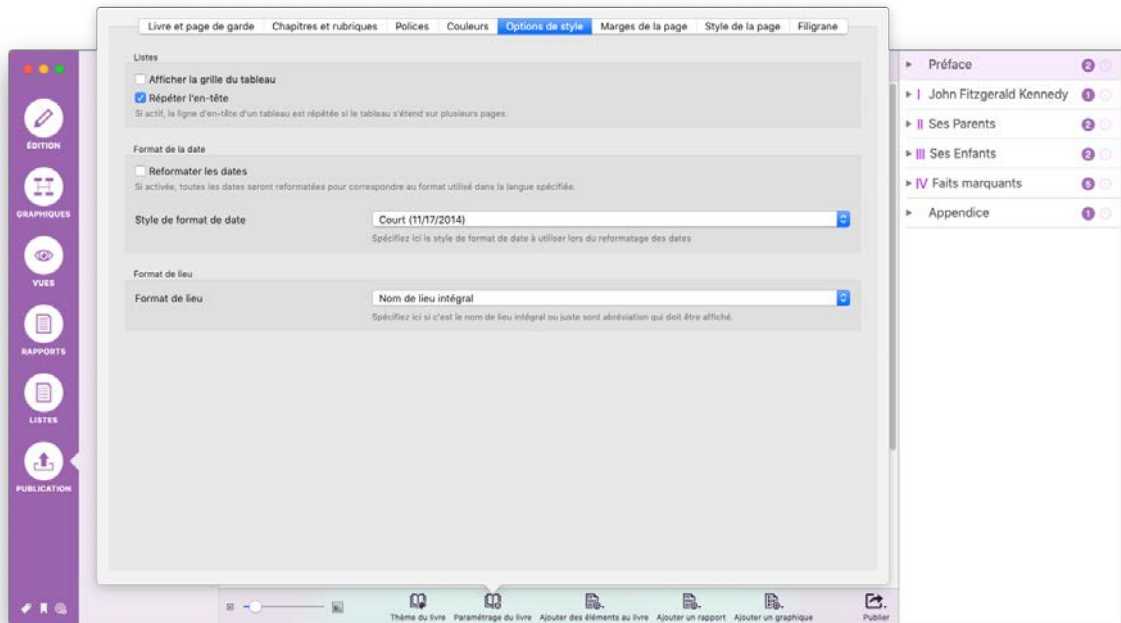 Livre et page de garde Chapitres et rubriques Polices Couleurs Options de style Marges de la page Style de la page Filigrane
Listes
Afficher la grille du tableau
Répéter l'en-tête
Si actif, la ligne d'en-tête d'un tableau est répétée si le tableau s'étend sur plusieurs pages.
Format de la date
Reformater les dates
Si activée, toutes les dates seront reformatées pour correspondre au format utilisé dans la langue spécifiée.
Style de format de date Court (11/17/2014)
Spécifiez ici le style de format de date à utiliser lors du reformatage des dates
Format de lieu
Format de lieu Nom de lieu intégral
Spécifiez ici si c'est le nom de lieu intégral ou juste sont abréviation qui doit être affiché.
ÉDITION
GRAPHIQUES
VUES
RAPPORTS
LISTES
PUBLICATION
Préface 2
I John Fitzgerald Kennedy 1
II Ses Parents 2
III Ses Enfants 2
IV Faits marquants 5
Appendice 1
Thème du livre Paramétrage du livre Ajouter des éléments au livre Ajouter un rapport Ajouter un graphique Publier